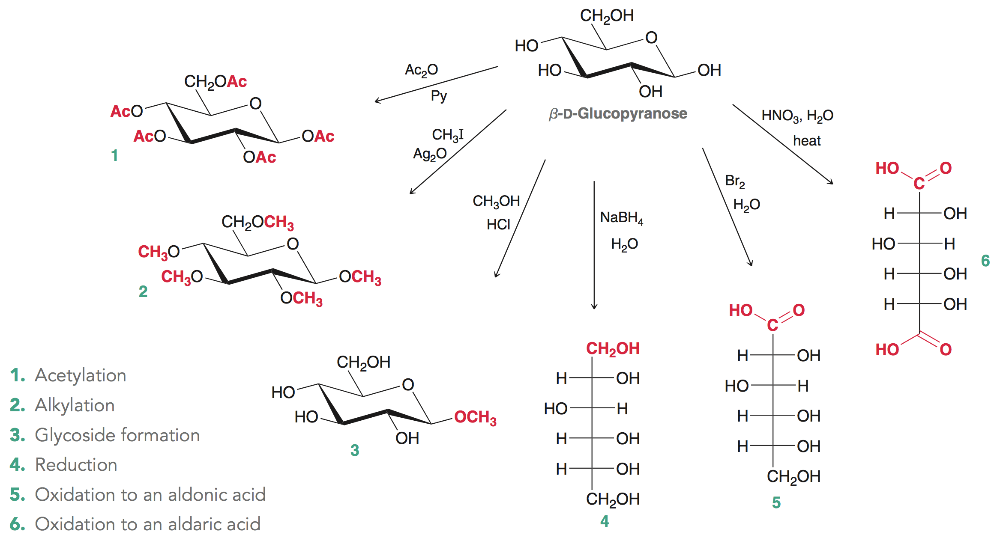 CH2OH
HO
O
HO
OH
OH
β-D-Glucopyranose
Ac2O
Py
CH2OAc
AcO
O
AcO
OAc
OAc
1
CH3I
Ag2O
CH2OCH3
CH3O
O
CH3O
OCH3
OCH3
2
CH3OH
HCl
CH2OH
HO
O
HO
OCH3
OH
3
NaBH4
H2O
CH2OH
H OH
HO H
H OH
H OH
CH2OH
4
Br2
H2O
HO O
C
H OH
HO H
H OH
H OH
CH2OH
5
HNO3, H2O
heat
HO O
C
H OH
HO H
H OH
H OH
HO O
6
1. Acetylation
2. Alkylation
3. Glycoside formation
4. Reduction
5. Oxidation to an aldonic acid
6. Oxidation to an aldaric acid